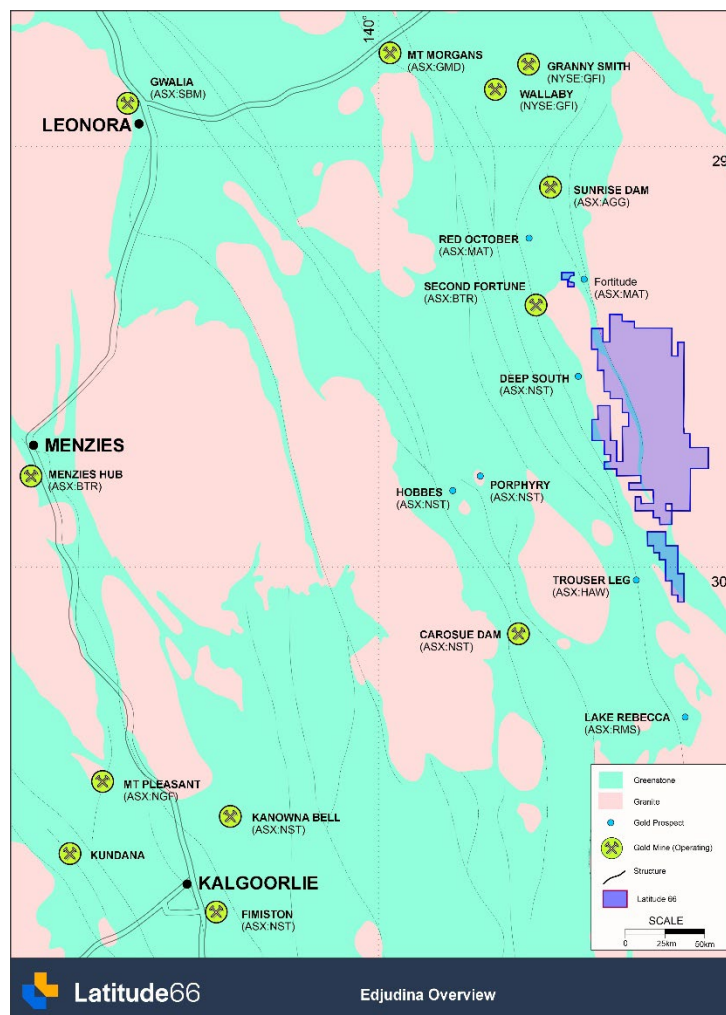 140°
MT MORGANS
(ASX:GMD)
GRANNY SMITH
(NYSE:GFI)
WALLABY
(NYSE:GFI)
GWALIA
(ASX:SBM)
LEONORA
29
SUNRISE DAM
(ASX:AGG)
RED OCTOBER
(ASX:MAT)
Fortitude
(ASX:MAT)
SECOND FORTUNE
(ASX:BTR)
DEEP SOUTH
(ASX:NST)
MENZIES
MENZIES HUB
(ASX:BTR)
PORPHYRY
(ASX:NST)
HOBBES
(ASX:NST)
30
TROUSER LEG
(ASX:HAW)
CAROSUE DAM
(ASX:NST)
LAKE REBECCA
(ASX:RMS)
MT PLEASANT
(ASX:NGF)
KANOWNA BELL
(ASX:NST)
KUNDANA
KALGOORLIE
FIMISTON
(ASX:NST)
Greenstone
Granite
Gold Prospect
Gold Mine (Operating)
Structure
Latitude 66
SCALE
0 25km 50km
Latitude66
Edjudina Overview